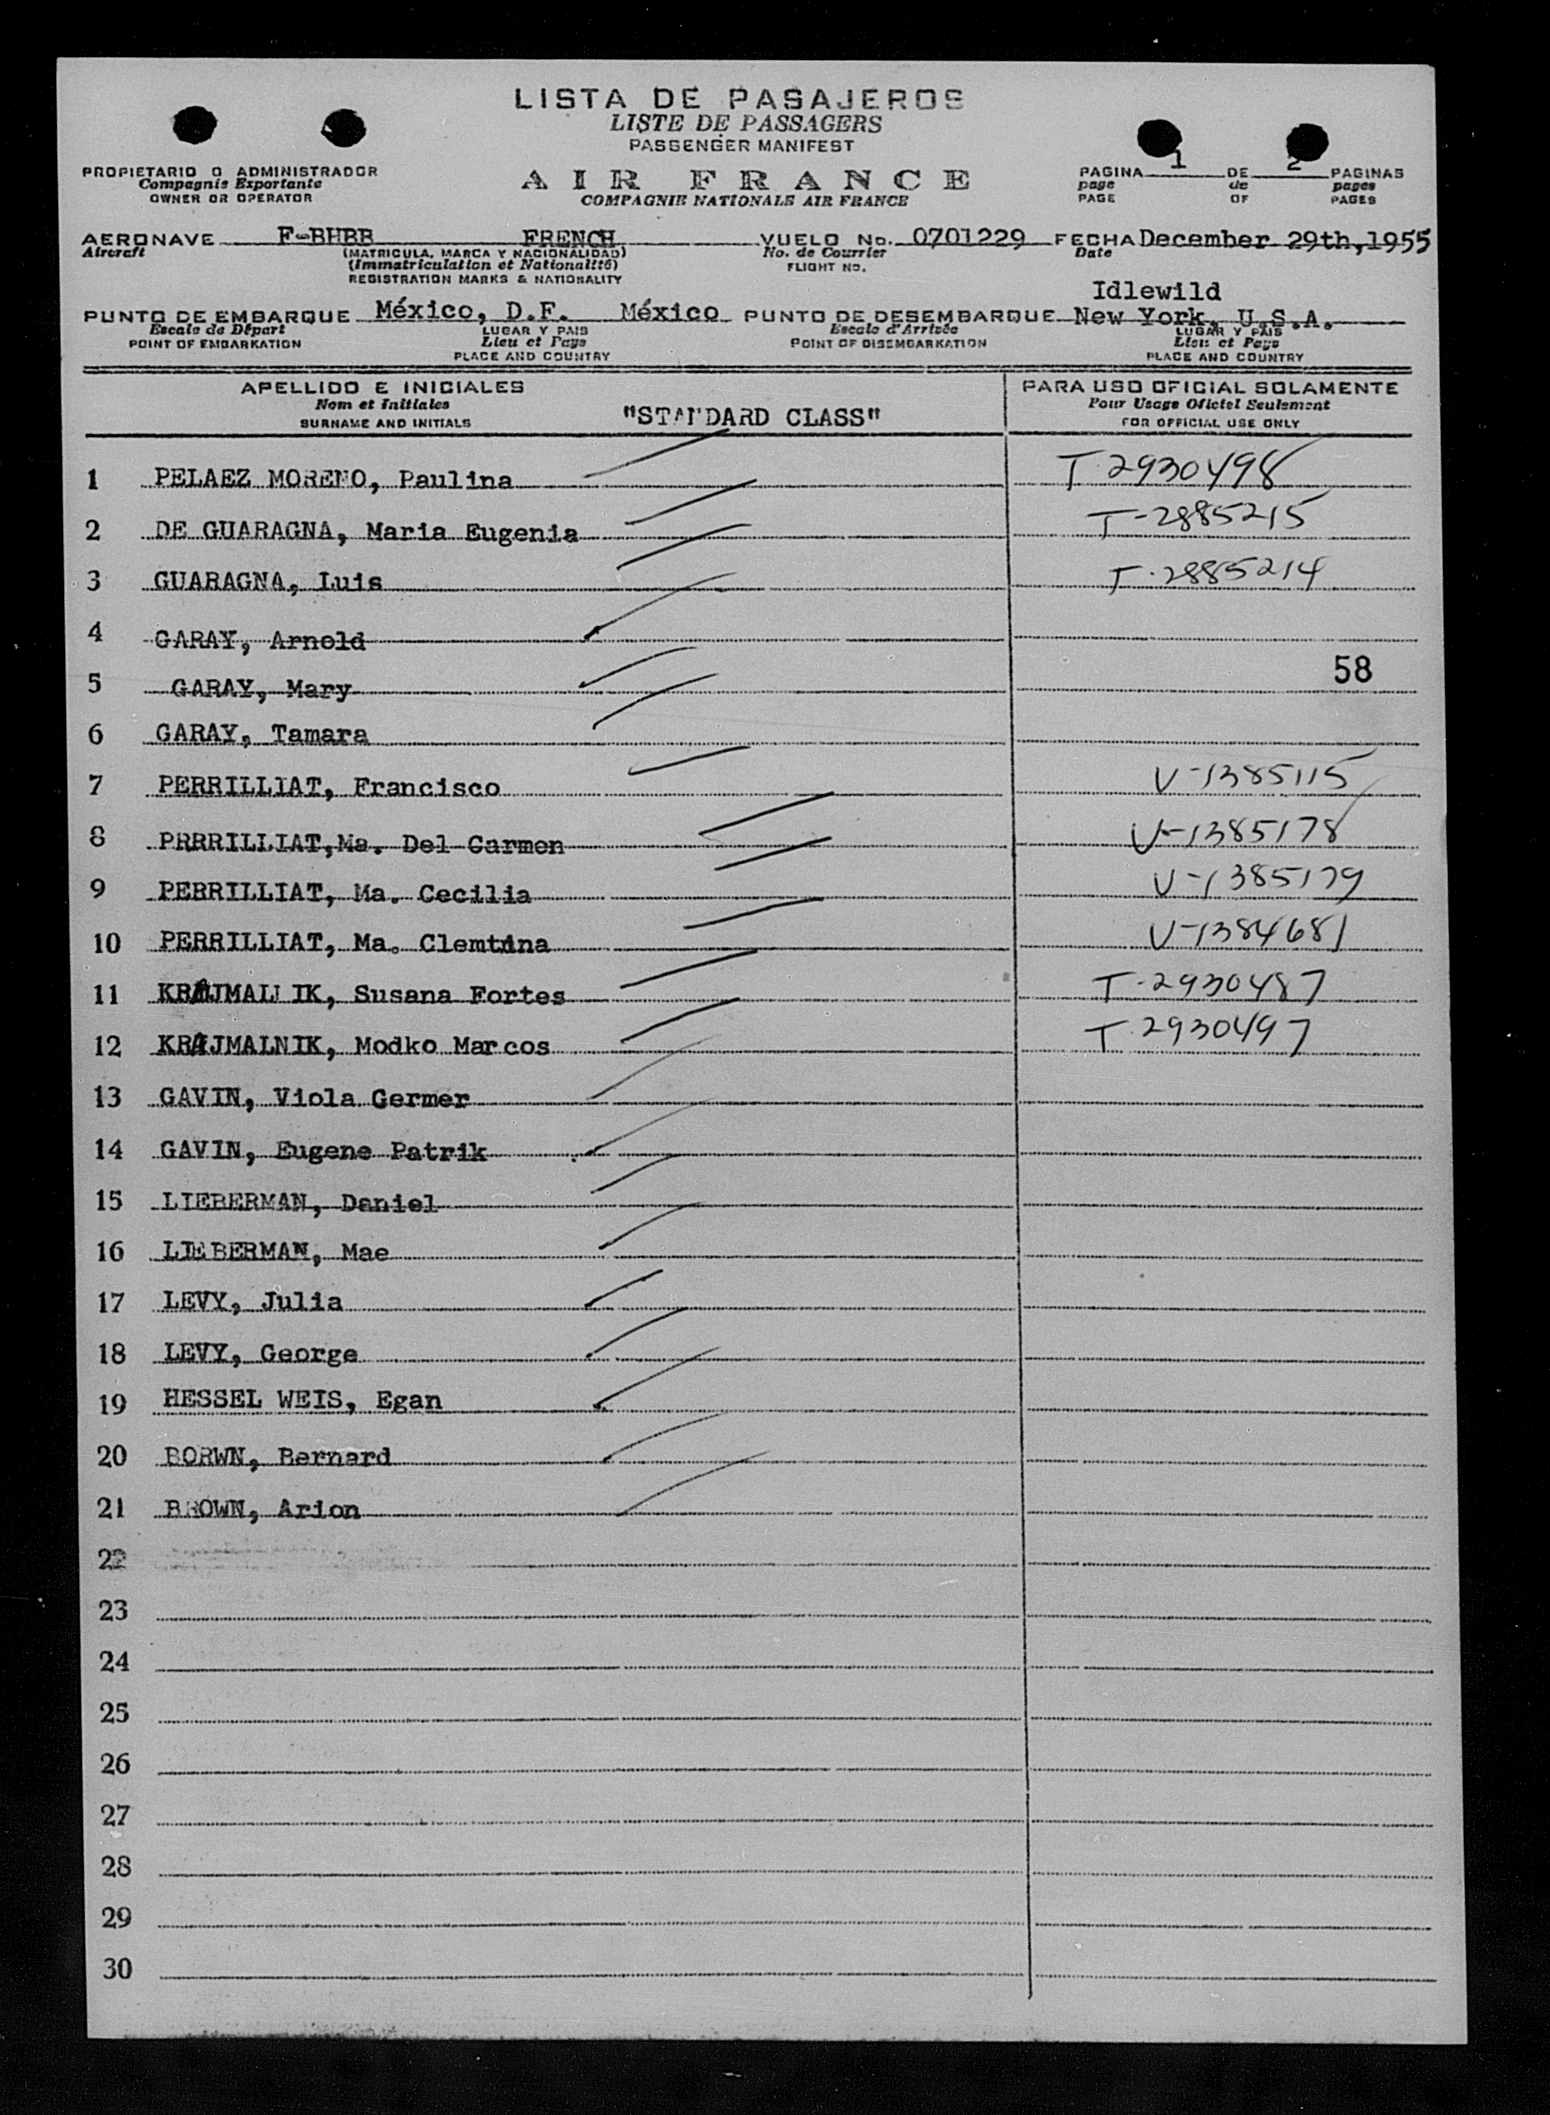 LISTA DE PASAJEROS
LISTE DE PASSAGERS
PASSENGER MANIFEST
AIR FRANCE
COMPAGNIE NATIONALE AIR FRANCE
PROPIETARIO O ADMINISTRADOR
Compagnie Exportante
OWNER OR OPERATOR
PAGINA 1 DE 2 PAGINAS
page de pages
PAGE OF PAGES
AERONAVE F-BHBB FRENCH VUELO No. 0701229 FECHA December 29th, 1955
Aircraft (MATRICULA, MARCA Y NACIONALIDAD) No. de Courrier Date
(Immatriculation et Nationalité) FLIGHT NO.
REGISTRATION MARKS & NATIONALITY
Idlewild
PUNTO DE EMBARQUE México, D.F. México PUNTO DE DESEMBARQUE New York, U.S.A.
Escale de Départ LUGAR Y PAIS Escale d'Arrivée LUGAR Y PAIS
POINT OF EMBARKATION Lieu et Pays POINT OF DISEMBARKATION Lieu et Pays
PLACE AND COUNTRY PLACE AND COUNTRY
APELLIDO E INICIALES PARA USO OFICIAL SOLAMENTE
Nom et Initiales "STANDARD CLASS" Pour Usage Oficiel Seulement
SURNAME AND INITIALS FOR OFFICIAL USE ONLY
1 PELAEZ MORENO, Paulina T-2930498
2 DE GUARAGNA, Maria Eugenia T-2885215
3 GUARAGNA, Luis T-2885214
4 GARAY, Arnold
5 GARAY, Mary 58
6 GARAY, Tamara
7 PERRILLIAT, Francisco V-1385115
8 PRRRILLIAT, Ma. Del Carmen V-1385178
9 PERRILLIAT, Ma. Cecilia V-1385179
10 PERRILLIAT, Ma. Clemtina V-1384681
11 KRAJMALNIK, Susana Fortes T-2930487
12 KRAJMALNIK, Modko Marcos T-2930497
13 GAVIN, Viola Germer
14 GAVIN, Eugene Patrik
15 LIEBERMAN, Daniel
16 LIEBERMAN, Mae
17 LEVY, Julia
18 LEVY, George
19 HESSEL WEIS, Egan
20 BORWN, Bernard
21 BROWN, Arion
22
23
24
25
26
27
28
29
30